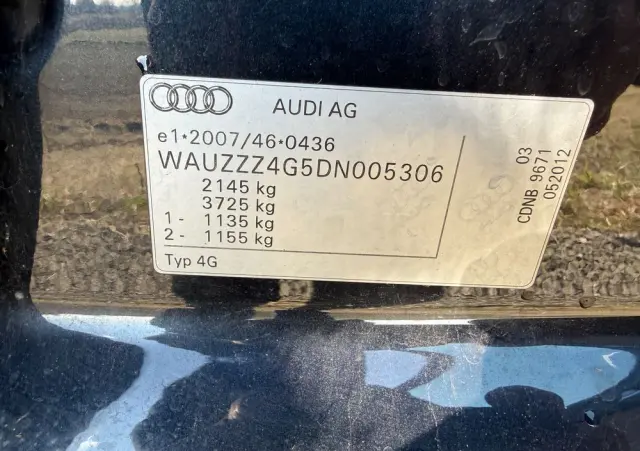 AUDI AG
e1*2007/46*0436
WAUZZZ4G5DN005306
2145 kg
3725 kg
1- 1135 kg
2- 1155 kg
Typ 4G
03
CDNB 9671
052012